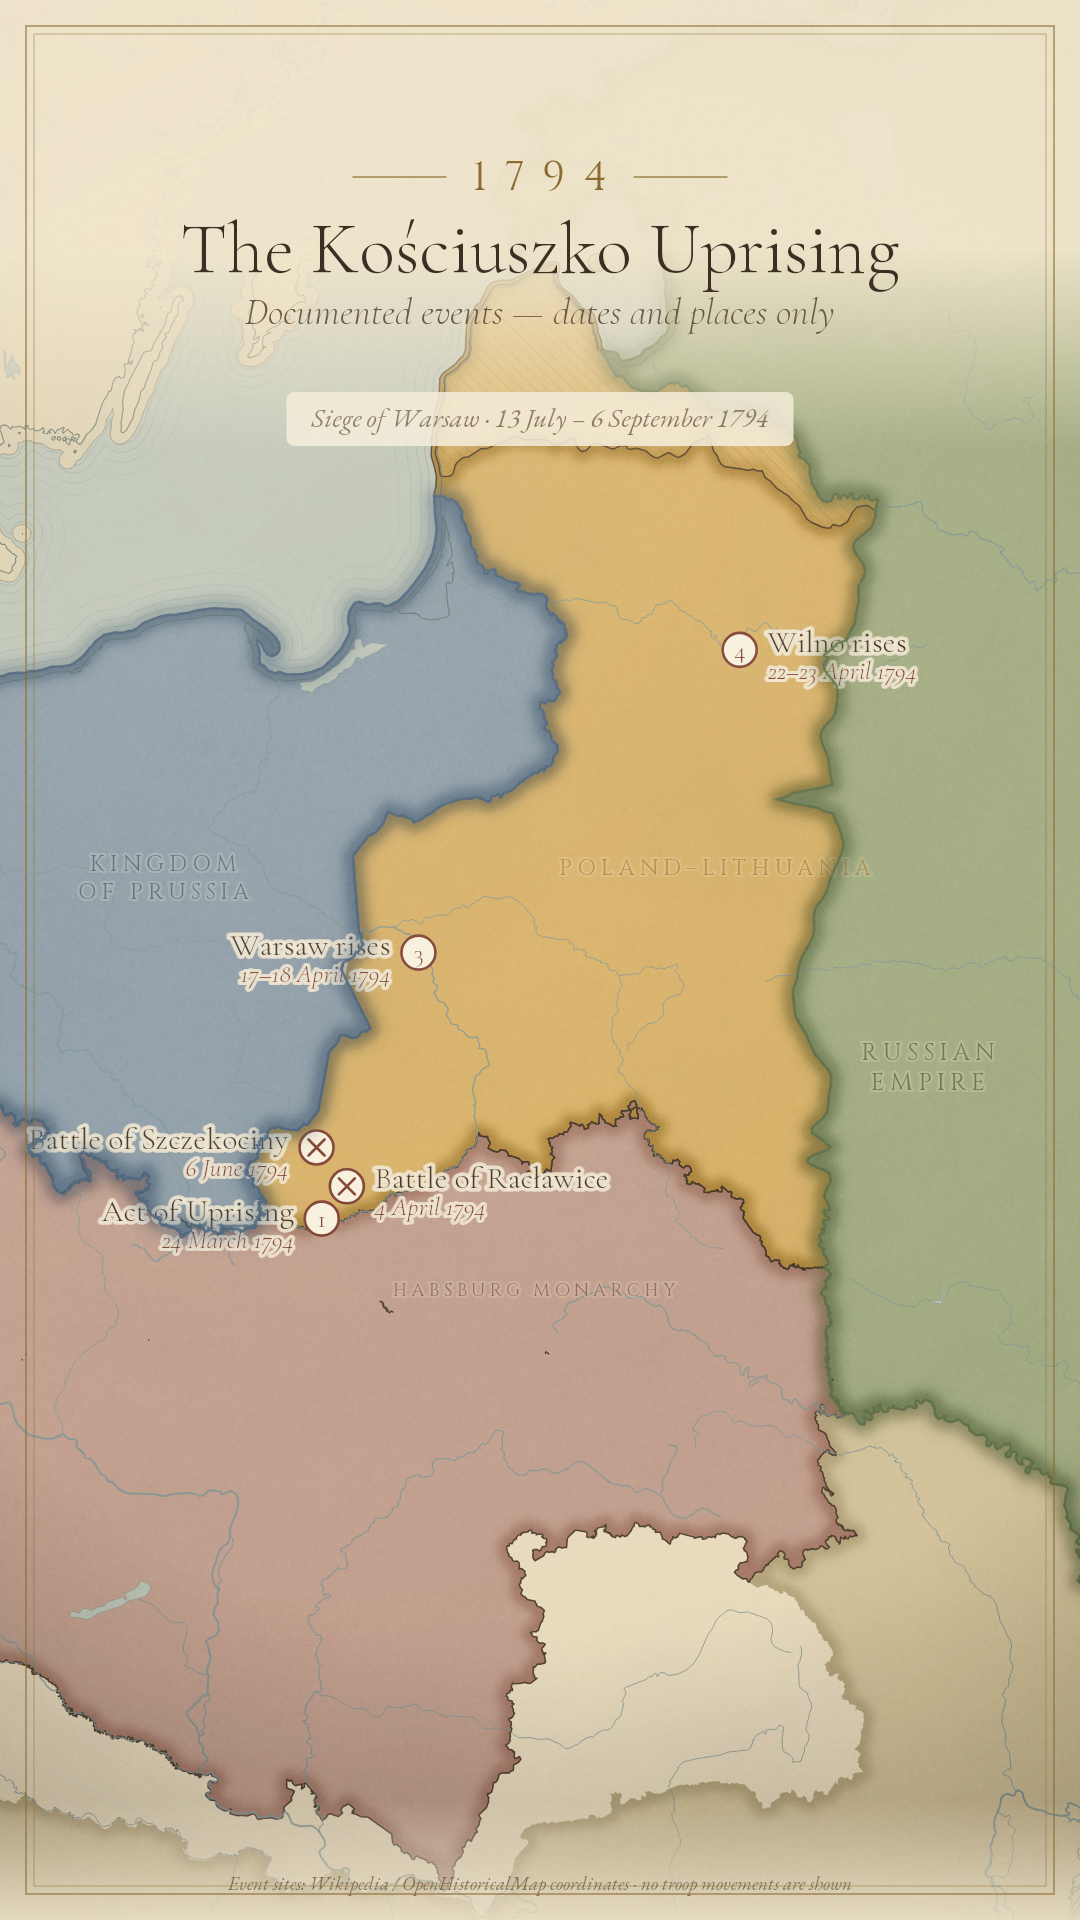 1794
The Kościuszko Uprising
Documented events — dates and places only
Siege of Warsaw · 13 July – 6 September 1794
4
Wilno rises
22–23 April 1794
KINGDOM
OF PRUSSIA
POLAND–LITHUANIA
Warsaw rises
17–18 April 1794
3
RUSSIAN
EMPIRE
Battle of Szczekociny
6 June 1794
Battle of Racławice
4 April 1794
Act of Uprising
24 March 1794
1
HABSBURG MONARCHY
Event sites: Wikipedia / OpenHistoricalMap coordinates · no troop movements are shown